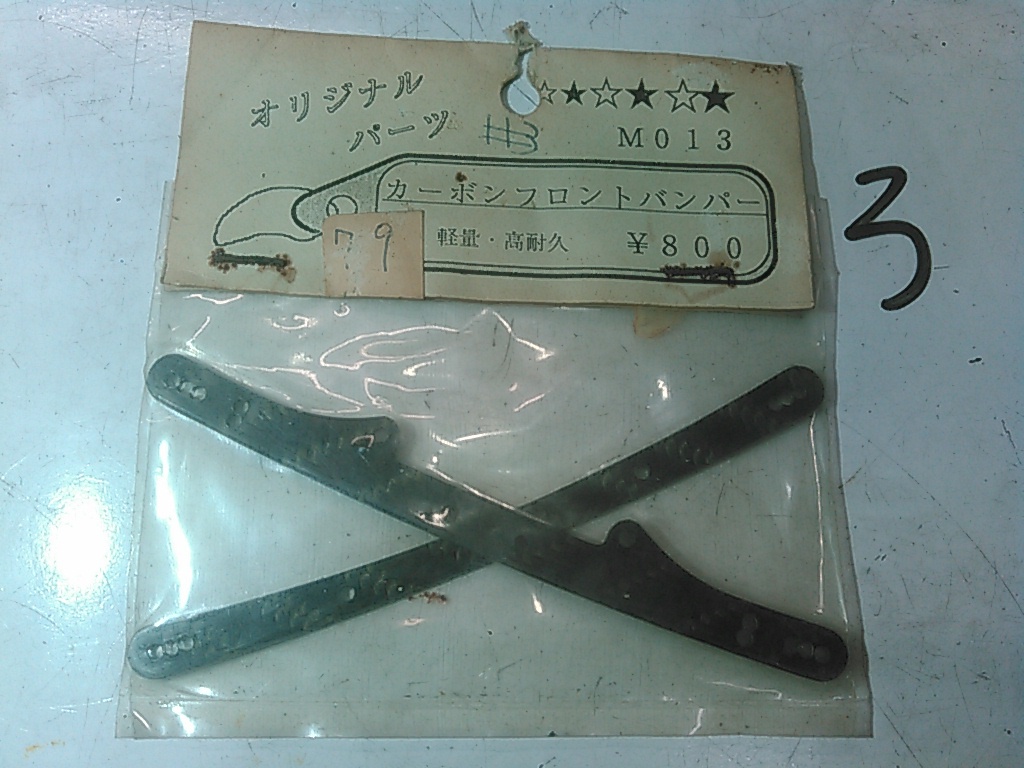 オリジナル
パーツ
☆★☆★☆★
M013
カーボンフロントバンパー
軽量・高耐久 ¥800
79
3